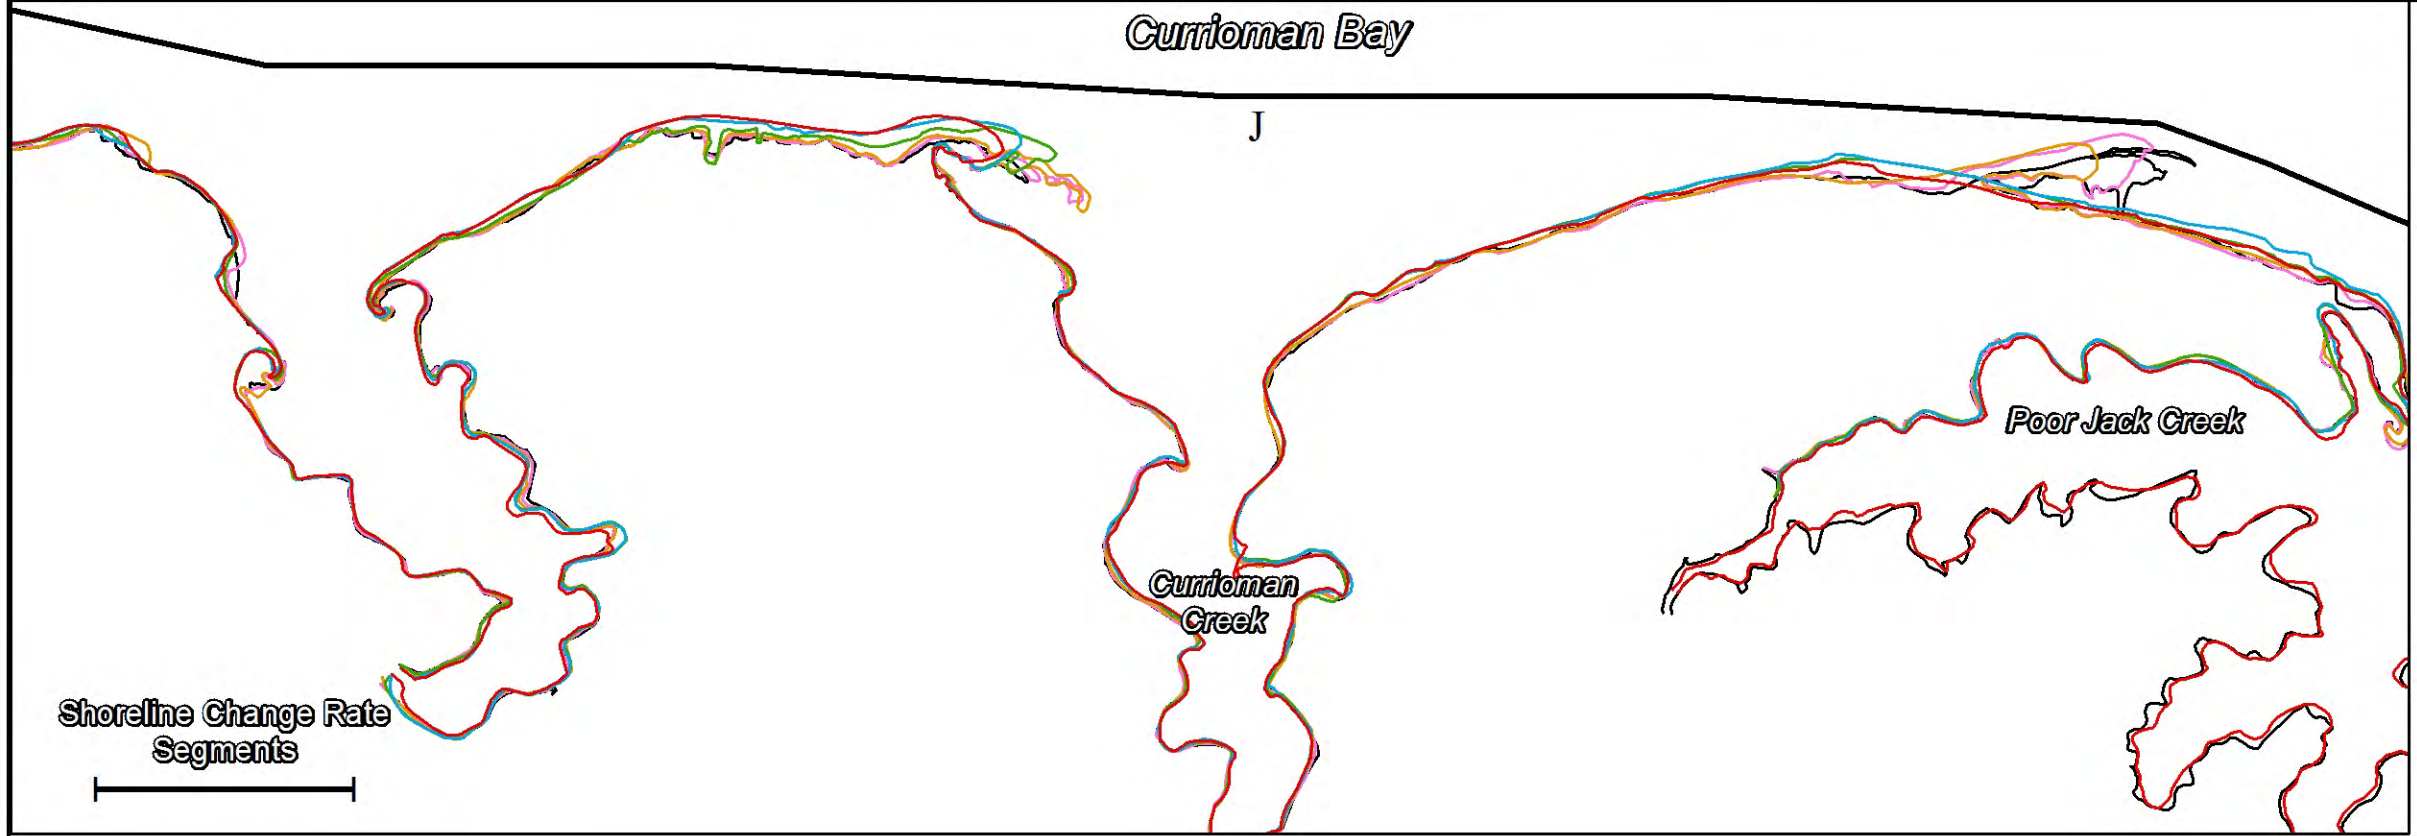 Currioman Bay
J
Poor Jack Creek
Currioman
Creek
Shoreline Change Rate
Segments